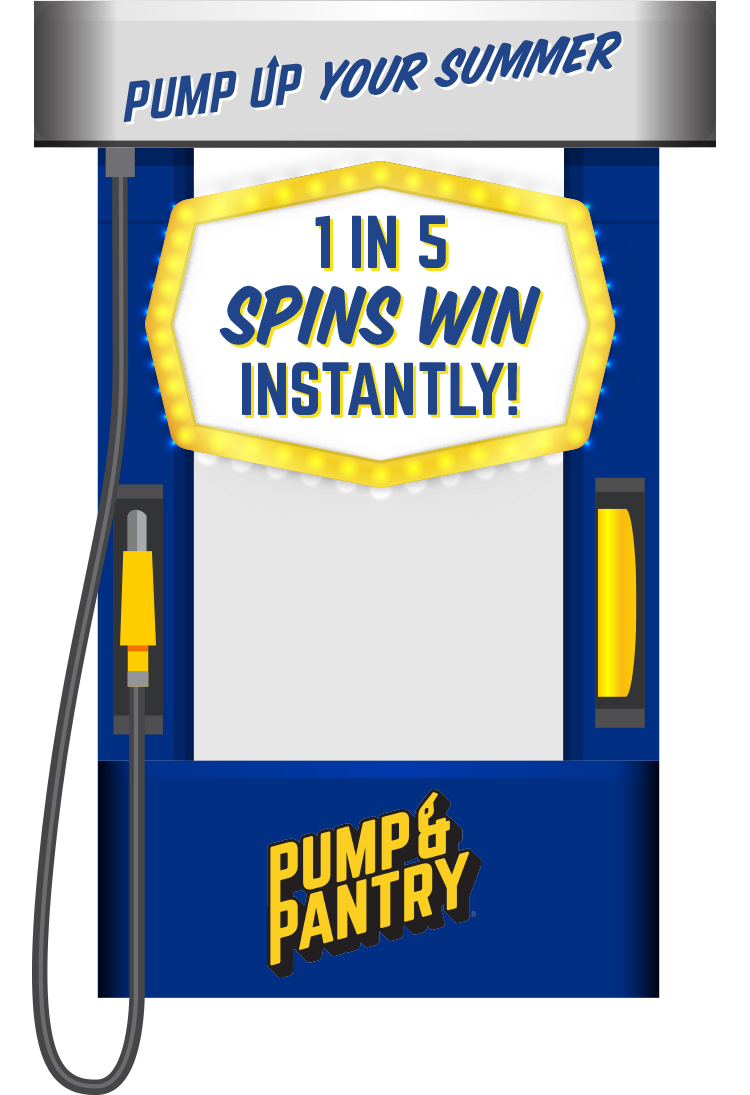 PUMP UP YOUR SUMMER
1 IN 5
SPINS WIN
INSTANTLY!
PUMP &
PANTRY